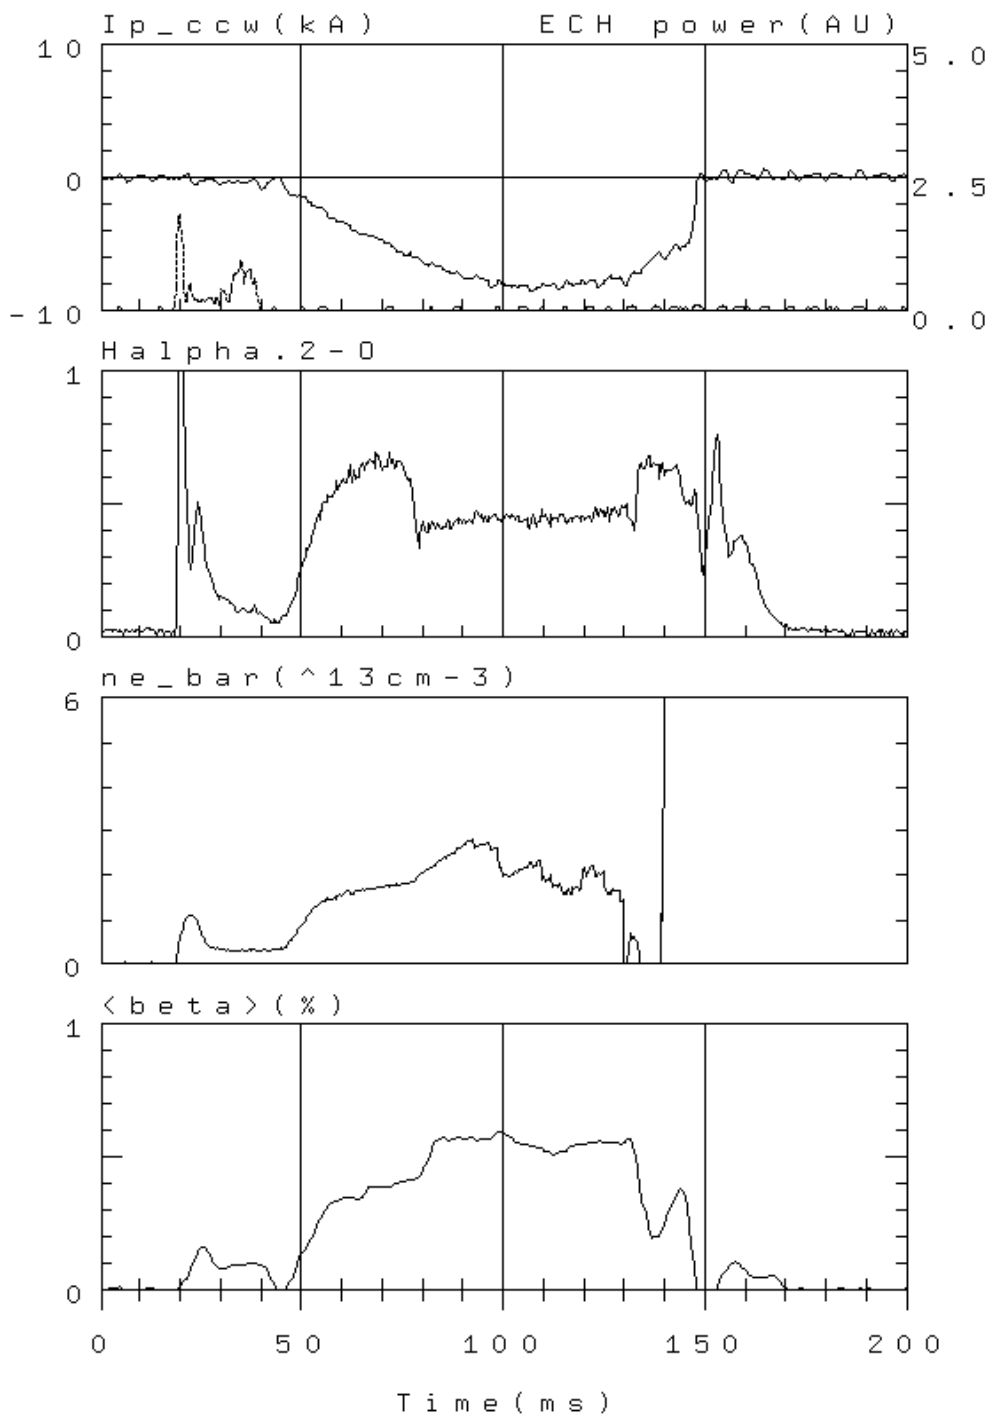 Ip_ccw(kA) ECH power(AU)
10 5.0
0 2.5
-10 0.0
Halpha.2-O
1
0
ne_bar(^13cm-3)
6
0
<beta>(%)
1
0
0 50 100 150 200
Time(ms)